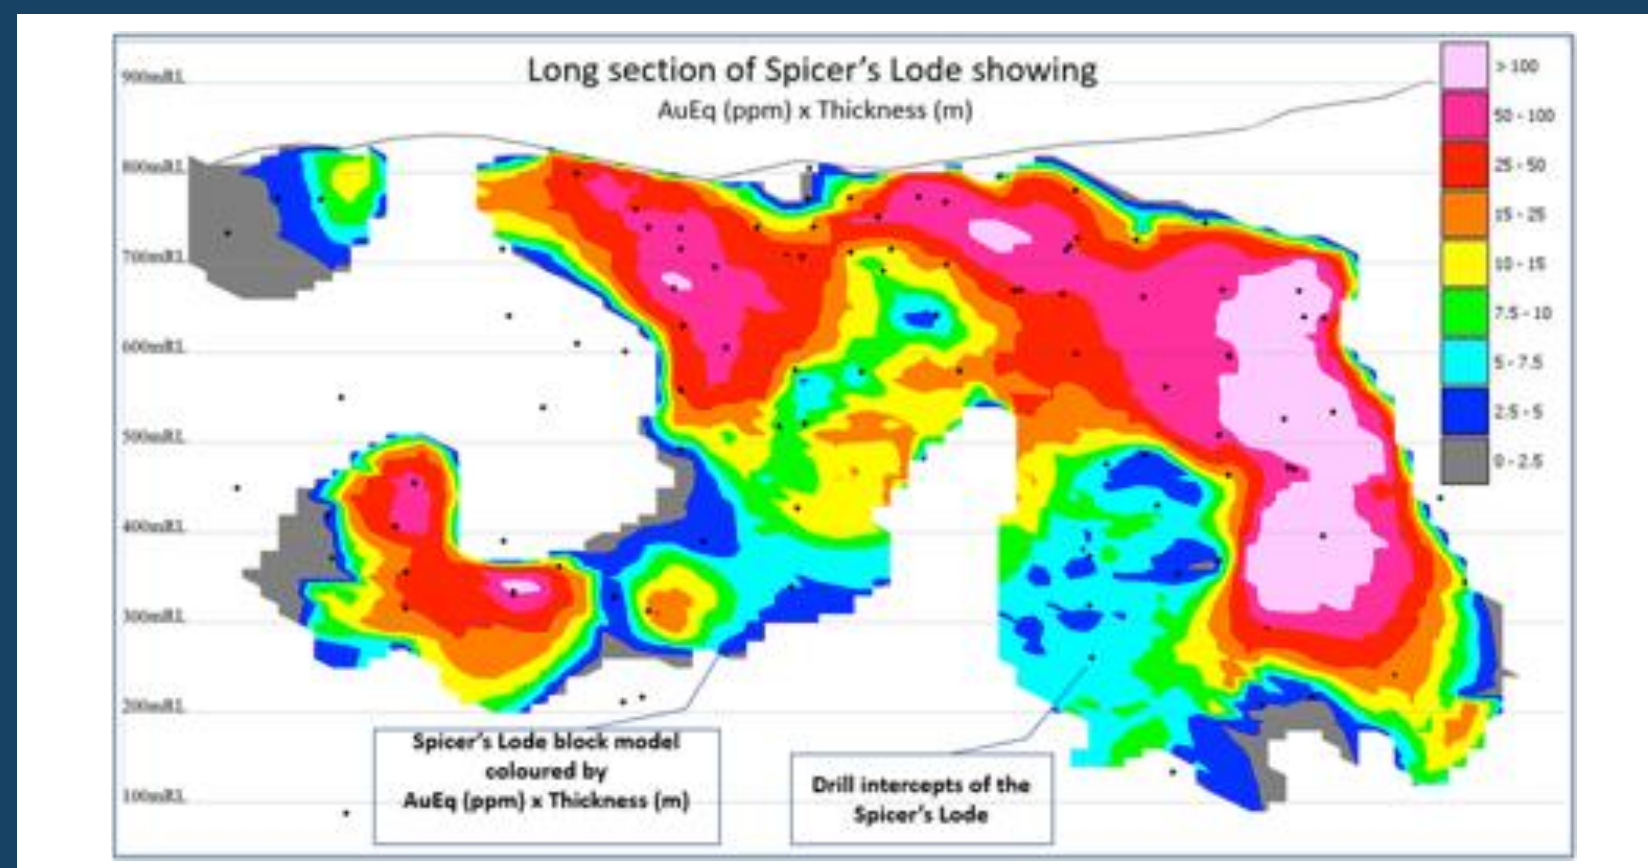 Long section of Spicer's Lode showing
AuEq (ppm) x Thickness (m)
> 100
50 - 100
25 - 50
15 - 25
10 - 15
7.5 - 10
5 - 7.5
2.5 - 5
0 - 2.5
900mRL
800mRL
700mRL
600mRL
500mRL
400mRL
300mRL
200mRL
100mRL
Spicer's Lode block model
coloured by
AuEq (ppm) x Thickness (m)
Drill intercepts of the
Spicer's Lode